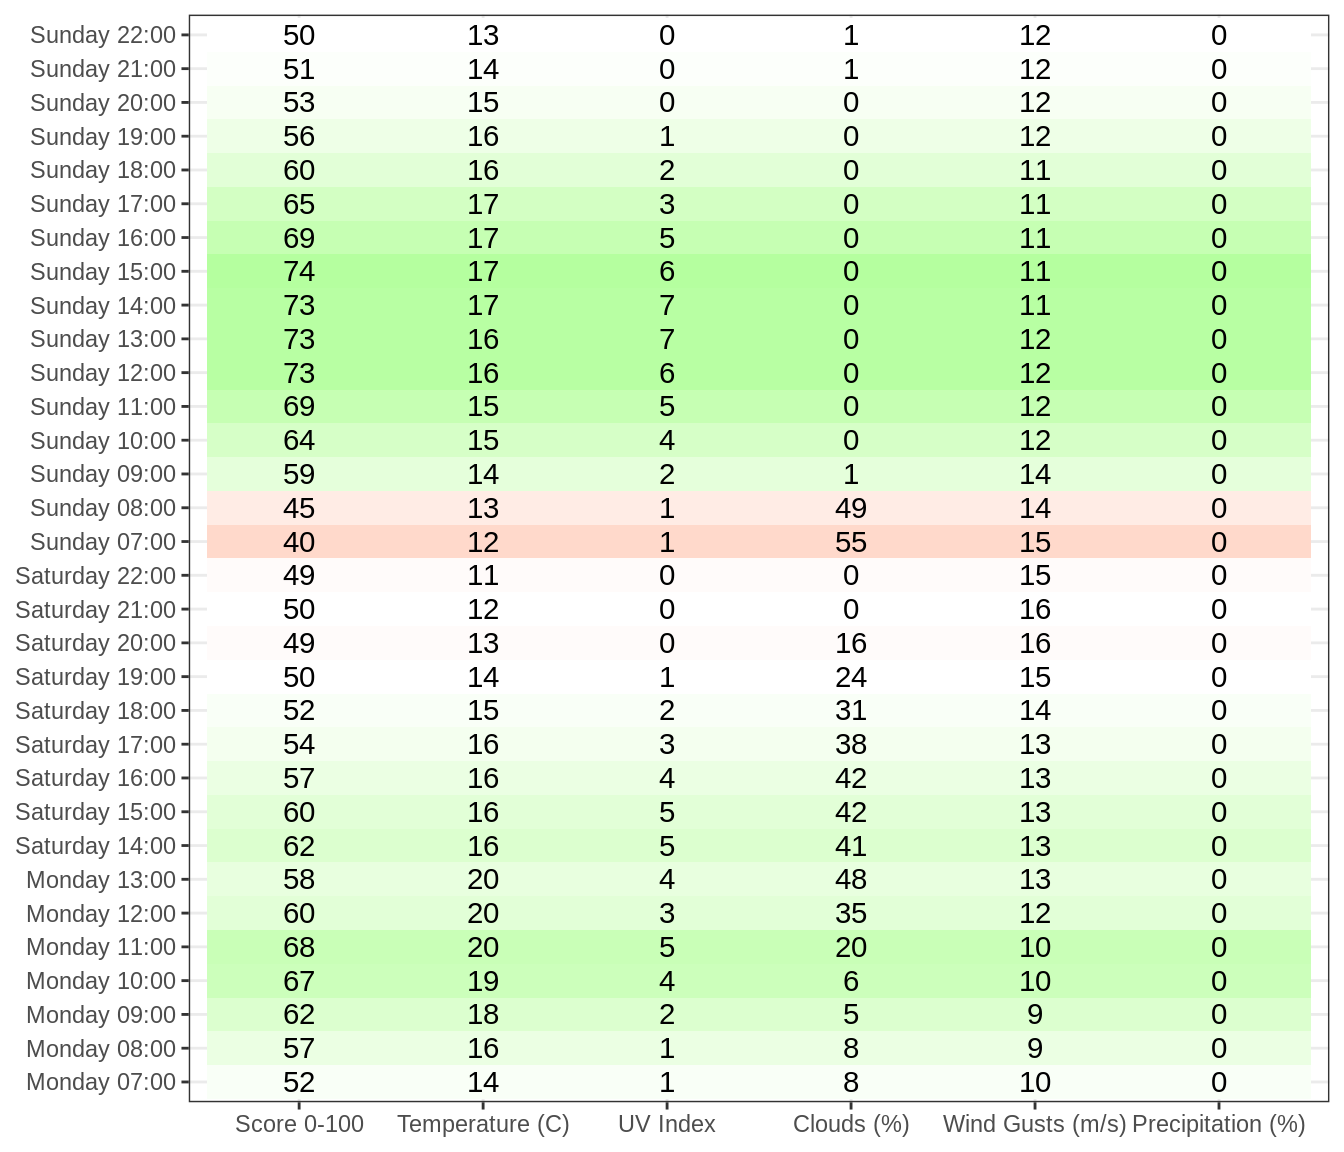 Sunday 22:00 50 13 0 1 12 0
Sunday 21:00 51 14 0 1 12 0
Sunday 20:00 53 15 0 0 12 0
Sunday 19:00 56 16 1 0 12 0
Sunday 18:00 60 16 2 0 11 0
Sunday 17:00 65 17 3 0 11 0
Sunday 16:00 69 17 5 0 11 0
Sunday 15:00 74 17 6 0 11 0
Sunday 14:00 73 17 7 0 11 0
Sunday 13:00 73 16 7 0 12 0
Sunday 12:00 73 16 6 0 12 0
Sunday 11:00 69 15 5 0 12 0
Sunday 10:00 64 15 4 0 12 0
Sunday 09:00 59 14 2 1 14 0
Sunday 08:00 45 13 1 49 14 0
Sunday 07:00 40 12 1 55 15 0
Saturday 22:00 49 11 0 0 15 0
Saturday 21:00 50 12 0 0 16 0
Saturday 20:00 49 13 0 16 16 0
Saturday 19:00 50 14 1 24 15 0
Saturday 18:00 52 15 2 31 14 0
Saturday 17:00 54 16 3 38 13 0
Saturday 16:00 57 16 4 42 13 0
Saturday 15:00 60 16 5 42 13 0
Saturday 14:00 62 16 5 41 13 0
Monday 13:00 58 20 4 48 13 0
Monday 12:00 60 20 3 35 12 0
Monday 11:00 68 20 5 20 10 0
Monday 10:00 67 19 4 6 10 0
Monday 09:00 62 18 2 5 9 0
Monday 08:00 57 16 1 8 9 0
Monday 07:00 52 14 1 8 10 0
Score 0-100 Temperature (C) UV Index Clouds (%) Wind Gusts (m/s) Precipitation (%)